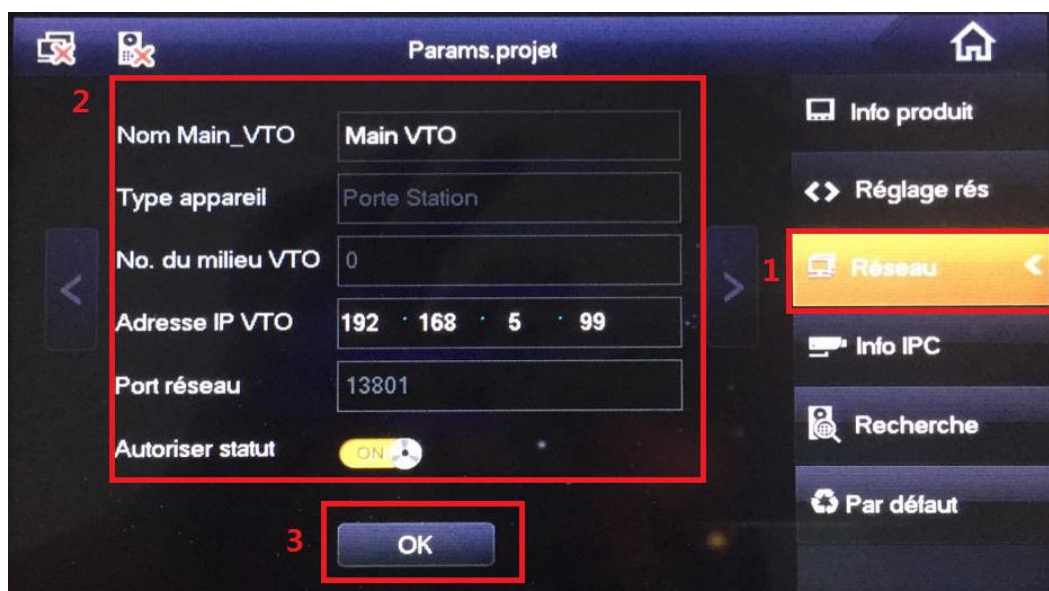 Params.projet
2
Nom Main_VTO Main VTO
Type appareil Porte Station
No. du milieu VTO 0
Adresse IP VTO 192 . 168 . 5 . 99
Port réseau 13801
Autoriser statut ON
3 OK
Info produit
Réglage rés
1 Réseau
Info IPC
Recherche
Par défaut